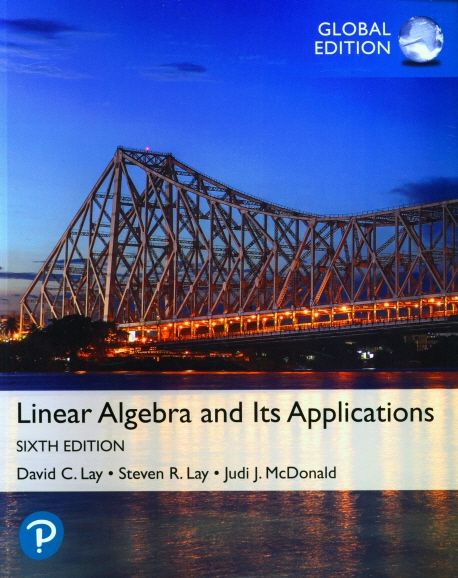 GLOBAL
EDITION
Linear Algebra and Its Applications
SIXTH EDITION
David C. Lay • Steven R. Lay • Judi J. McDonald
P